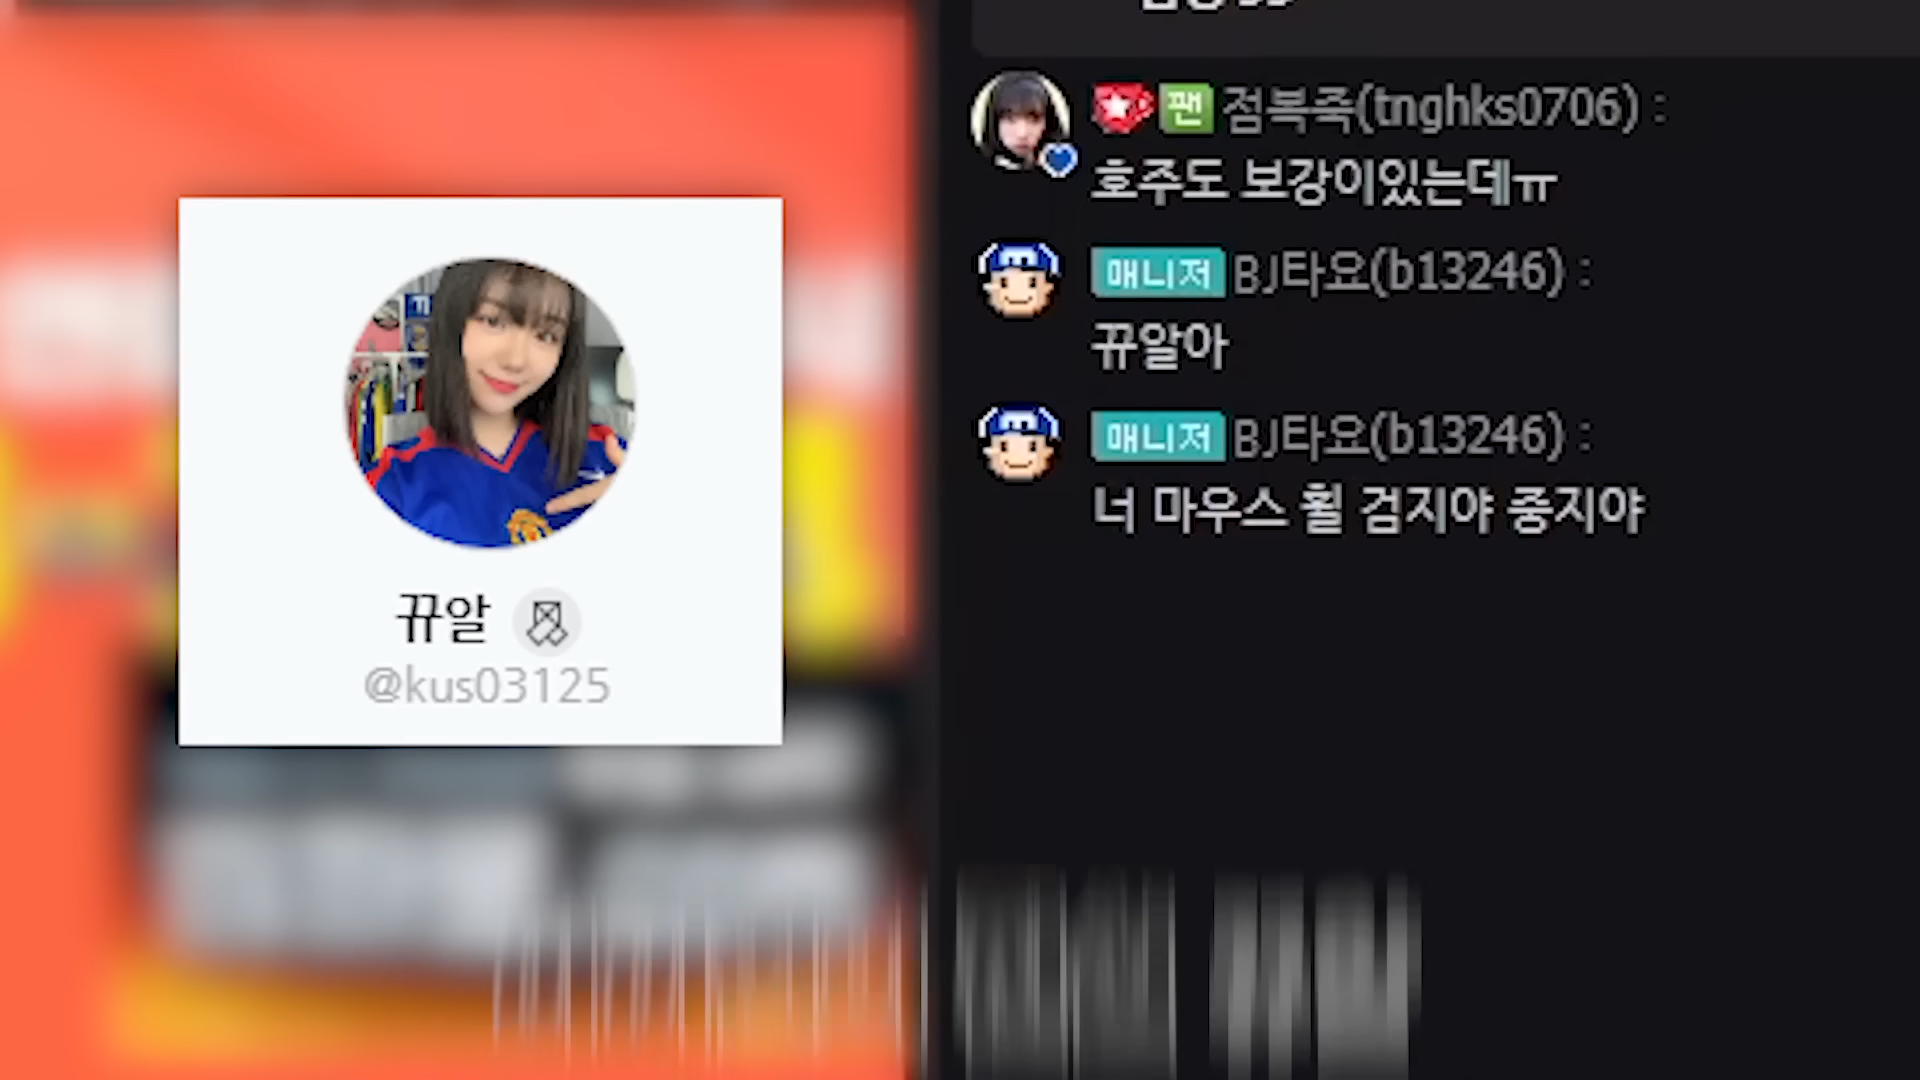 뀨알
@kus03125
팬 점복죽(tnghks0706) :
호주도 보강이있는데ㅠ
매니저 BJ타요(b13246) :
뀨알아
매니저 BJ타요(b13246) :
너 마우스 휠 검지야 중지야